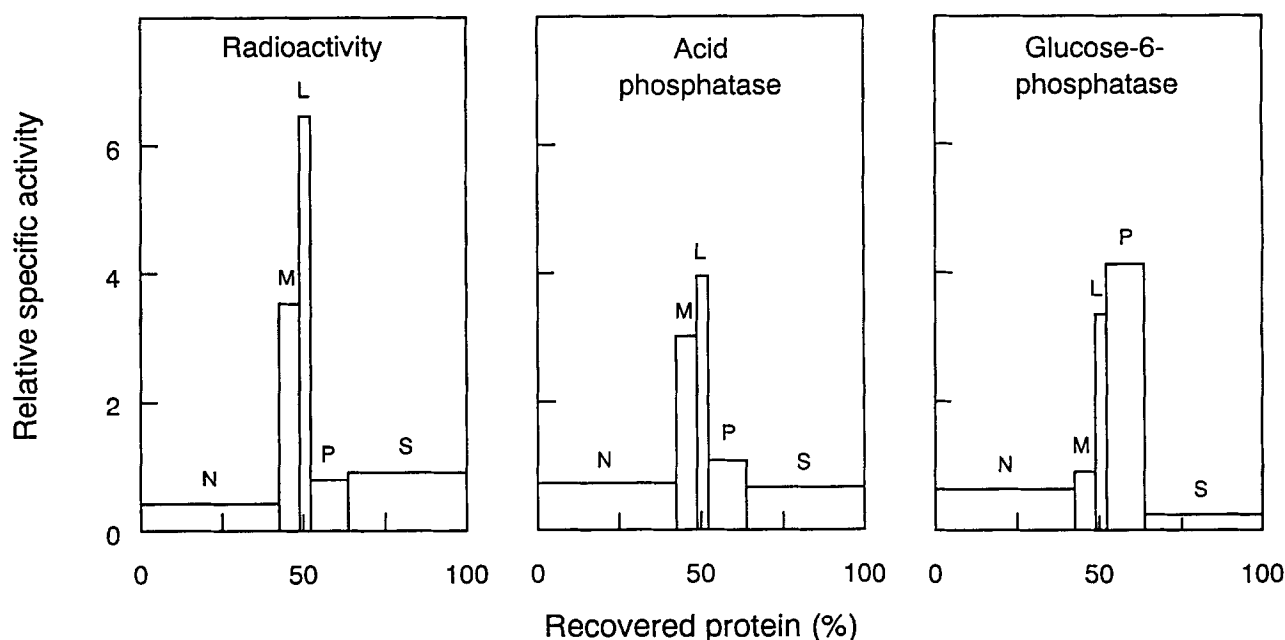 Relative specific activity
6
4
2
0
Radioactivity
L
M
N
P
S
0
50
100
Acid
phosphatase
L
M
N
P
S
0
50
100
Glucose-6-
phosphatase
P
L
M
N
S
0
50
100
Recovered protein (%)